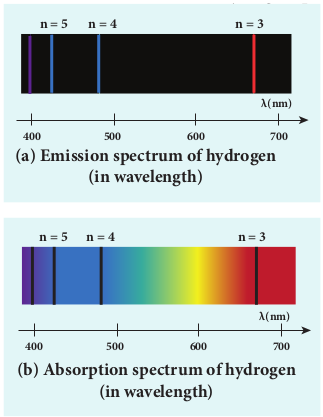 n = 5 n = 4 n = 3
λ(nm)
400 500 600 700
(a) Emission spectrum of hydrogen
(in wavelength)
n = 5 n = 4 n = 3
λ(nm)
400 500 600 700
(b) Absorption spectrum of hydrogen
(in wavelength)